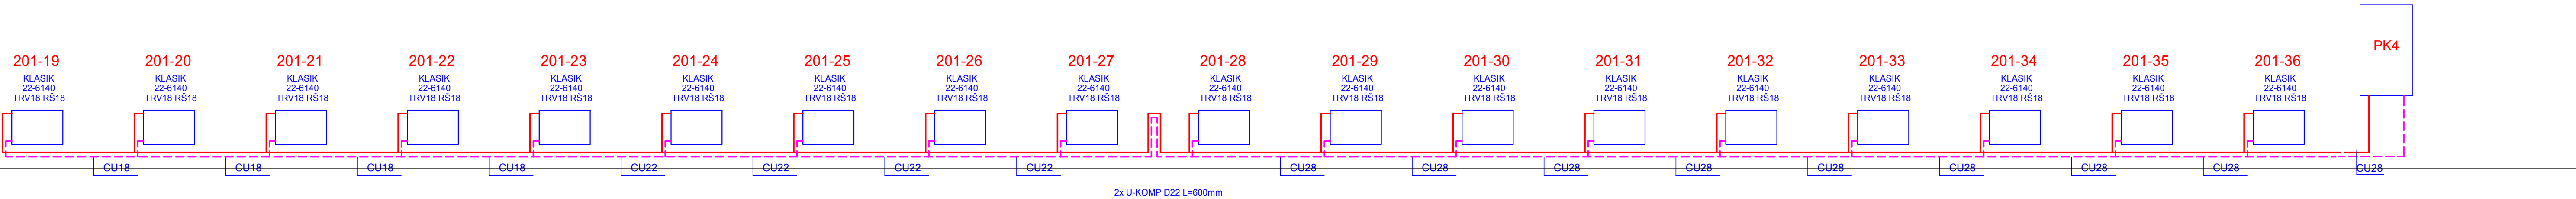 PK4
201-19 201-20 201-21 201-22 201-23 201-24 201-25 201-26 201-27 201-28 201-29 201-30 201-31 201-32 201-33 201-34 201-35 201-36
KLASIK KLASIK KLASIK KLASIK KLASIK KLASIK KLASIK KLASIK KLASIK KLASIK KLASIK KLASIK KLASIK KLASIK KLASIK KLASIK KLASIK KLASIK
22-6140 22-6140 22-6140 22-6140 22-6140 22-6140 22-6140 22-6140 22-6140 22-6140 22-6140 22-6140 22-6140 22-6140 22-6140 22-6140 22-6140 22-6140
TRV18 RŠ18 TRV18 RŠ18 TRV18 RŠ18 TRV18 RŠ18 TRV18 RŠ18 TRV18 RŠ18 TRV18 RŠ18 TRV18 RŠ18 TRV18 RŠ18 TRV18 RŠ18 TRV18 RŠ18 TRV18 RŠ18 TRV18 RŠ18 TRV18 RŠ18 TRV18 RŠ18 TRV18 RŠ18 TRV18 RŠ18 TRV18 RŠ18
CU18 CU18 CU18 CU18 CU22 CU22 CU22 CU22 CU28 CU28 CU28 CU28 CU28 CU28 CU28 CU28 CU28
2x U-KOMP D22 L=600mm